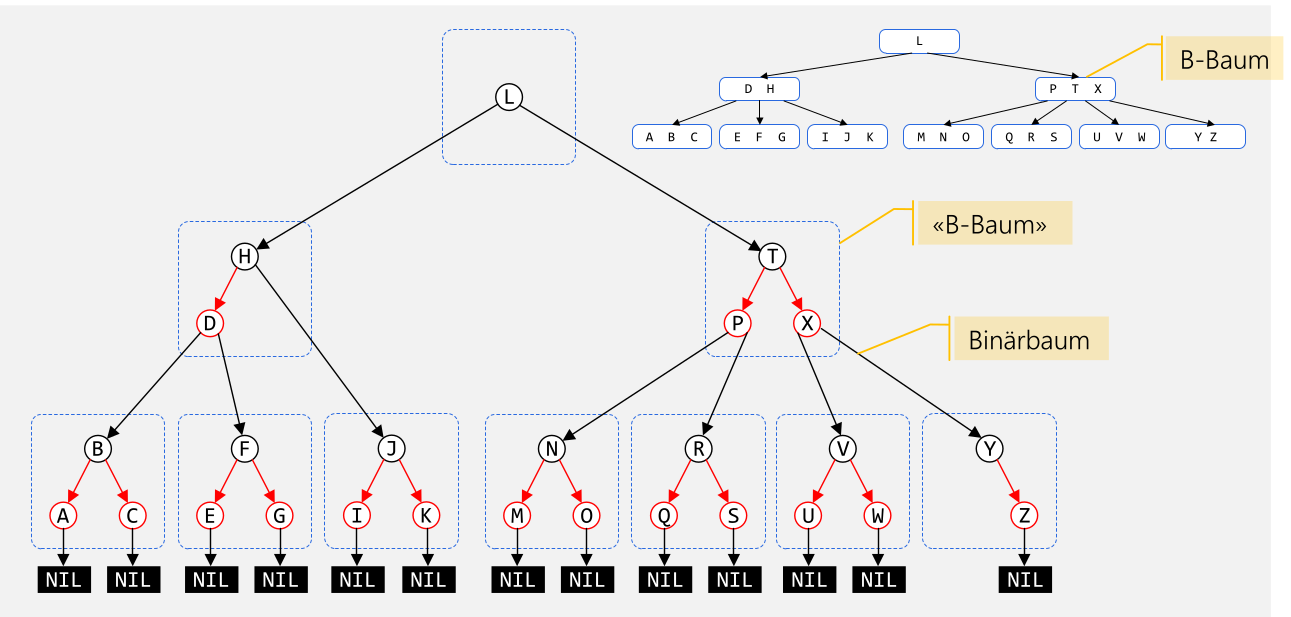 L
B-Baum
D H
P T X
A B C
E F G
I J K
M N O
Q R S
U V W
Y Z
L
«B-Baum»
H
T
D
P
X
Binärbaum
B
F
J
N
R
V
Y
A
C
E
G
I
K
M
O
Q
S
U
W
Z
NIL
NIL
NIL
NIL
NIL
NIL
NIL
NIL
NIL
NIL
NIL
NIL
NIL